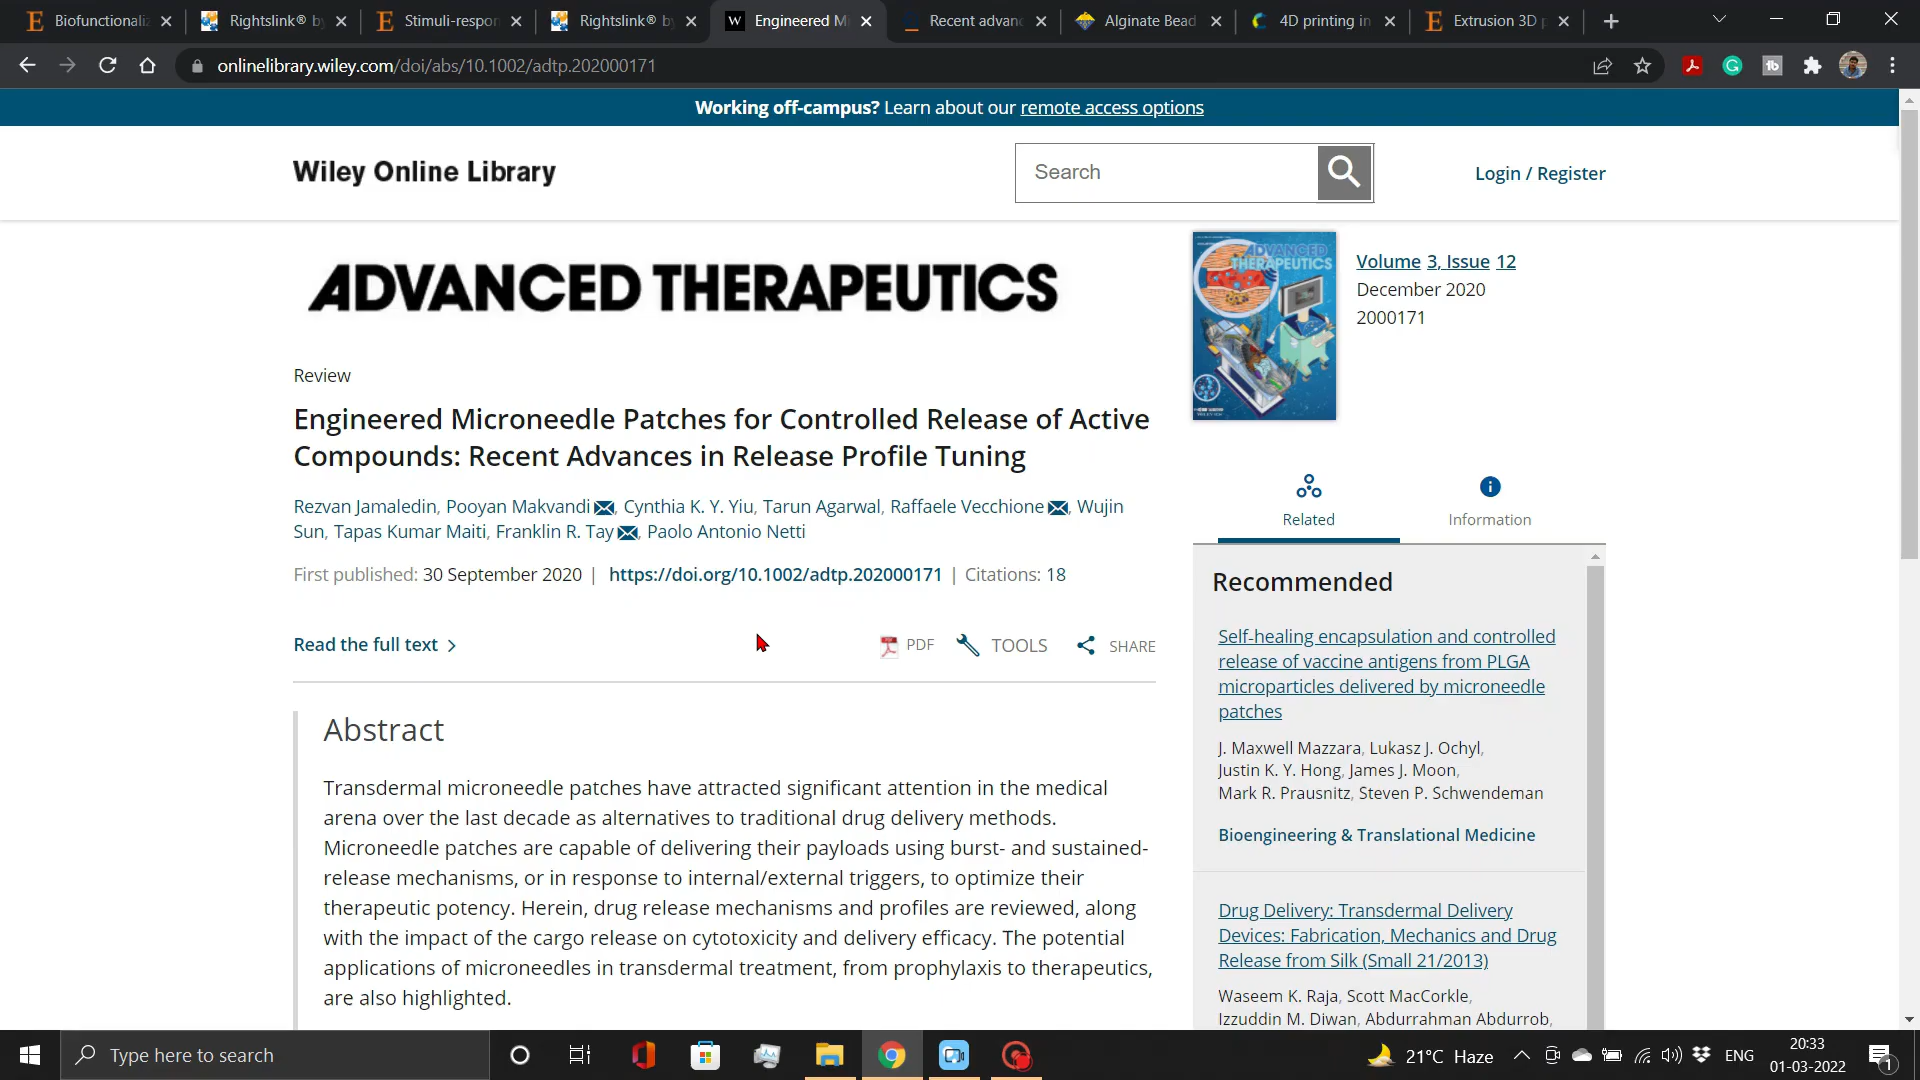 Biofunctionaliz
Rightslink® by
Stimuli-respor
Rightslink® by
Engineered Mi
Recent advanc
Alginate Bead
4D printing in
Extrusion 3D p
onlinelibrary.wiley.com/doi/abs/10.1002/adtp.202000171
Working off-campus? Learn about our remote access options
Wiley Online Library
Search
Login / Register
ADVANCED THERAPEUTICS
ADVANCED
THERAPEUTICS
Volume 3, Issue 12
December 2020
2000171
Review
Engineered Microneedle Patches for Controlled Release of Active
Compounds: Recent Advances in Release Profile Tuning
Rezvan Jamaledin, Pooyan Makvandi, Cynthia K. Y. Yiu, Tarun Agarwal, Raffaele Vecchione, Wujin
Sun, Tapas Kumar Maiti, Franklin R. Tay, Paolo Antonio Netti
First published: 30 September 2020 | https://doi.org/10.1002/adtp.202000171 | Citations: 18
Read the full text
PDF
TOOLS
SHARE
Abstract
Transdermal microneedle patches have attracted significant attention in the medical
arena over the last decade as alternatives to traditional drug delivery methods.
Microneedle patches are capable of delivering their payloads using burst- and sustained-
release mechanisms, or in response to internal/external triggers, to optimize their
therapeutic potency. Herein, drug release mechanisms and profiles are reviewed, along
with the impact of the cargo release on cytotoxicity and delivery efficacy. The potential
applications of microneedles in transdermal treatment, from prophylaxis to therapeutics,
are also highlighted.
Related
Information
Recommended
Self-healing encapsulation and controlled
release of vaccine antigens from PLGA
microparticles delivered by microneedle
patches
J. Maxwell Mazzara, Lukasz J. Ochyl,
Justin K. Y. Hong, James J. Moon,
Mark R. Prausnitz, Steven P. Schwendeman
Bioengineering & Translational Medicine
Drug Delivery: Transdermal Delivery
Devices: Fabrication, Mechanics and Drug
Release from Silk (Small 21/2013)
Waseem K. Raja, Scott MacCorkle,
Izzuddin M. Diwan, Abdurrahman Abdurrob,
Type here to search
21°C Haze
ENG
20:33
01-03-2022
1